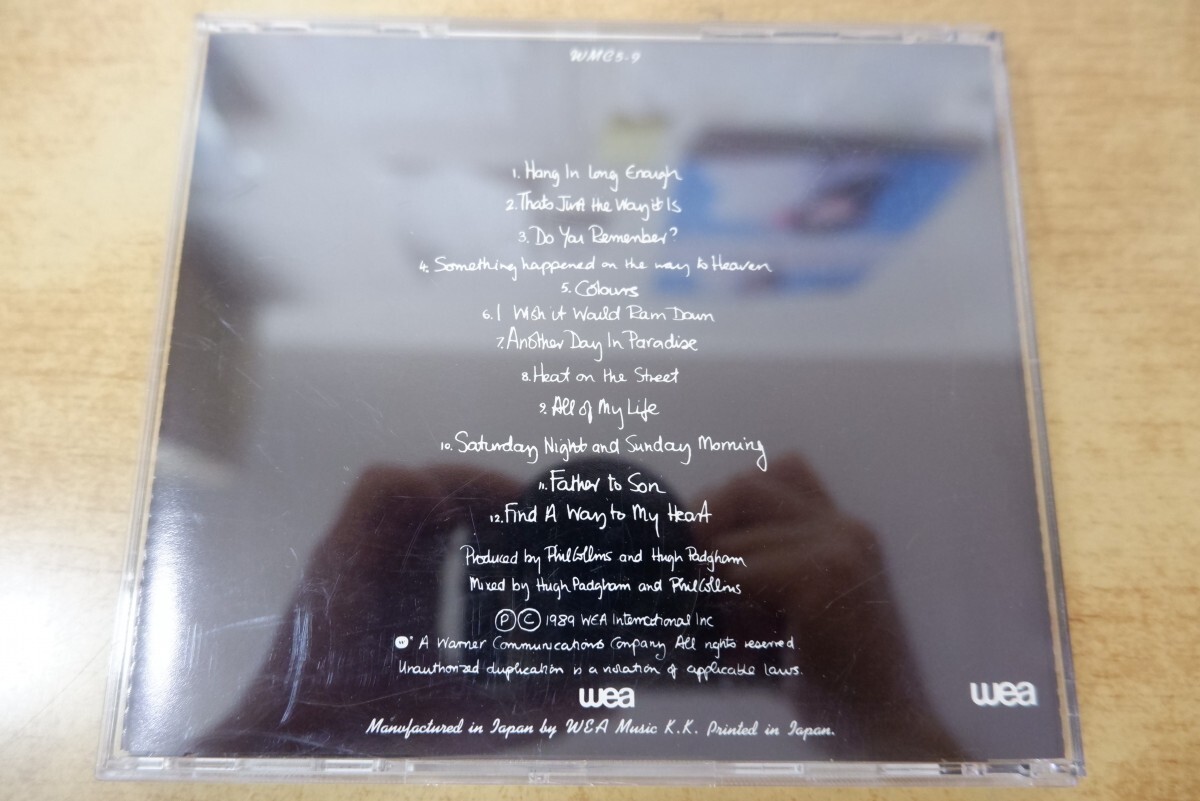 WMC5-9
1. Hang In Long Enough
2. Thats Just the Way it Is
3. Do You Remember?
4. Something happened on the way to Heaven
5. Colours
6. I Wish it Would Rain Down
7. Another Day In Paradise
8. Heat on the Street
9. All of My Life
10. Saturday Night and Sunday Morning
11. Father to Son
12. Find A Way to My Heart
Produced by Phil Collins and Hugh Padgham
Mixed by Hugh Padgham and Phil Collins
Ⓟ © 1989 WEA International Inc
A Warner Communications Company All rights reserved.
Unauthorized duplication is a violation of applicable laws.
wea
wea
Manufactured in Japan by WEA Music K.K. Printed in Japan.